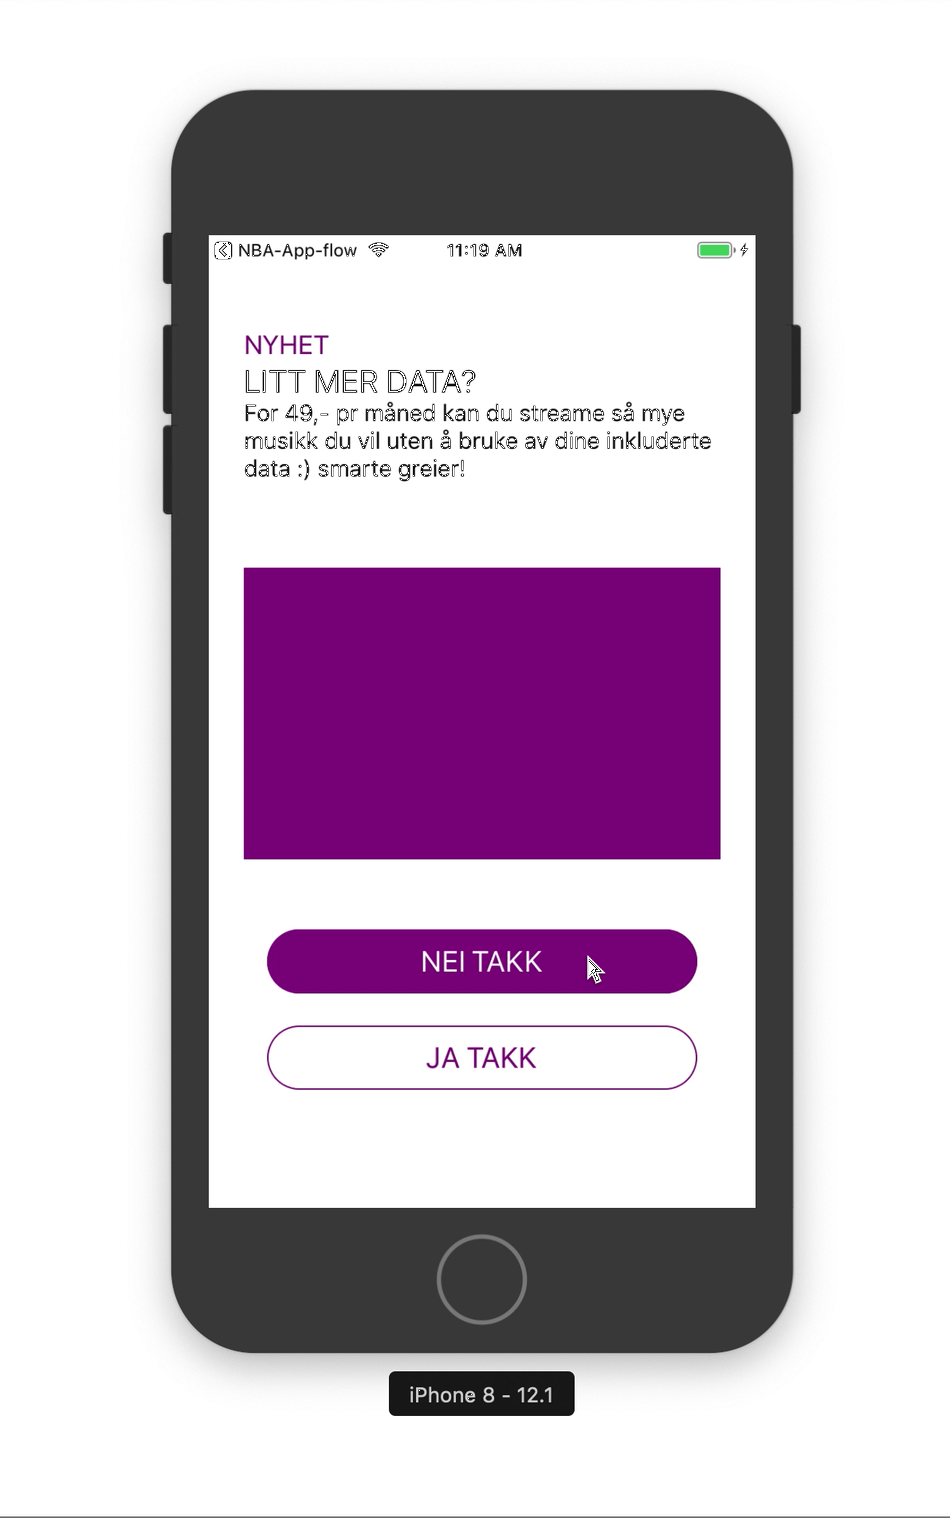 NBA-App-flow 11:19 AM
NYHET
LITT MER DATA?
For 49,- pr måned kan du streame så mye
musikk du vil uten å bruke av dine inkluderte
data :) smarte greier!
NEI TAKK
JA TAKK
iPhone 8 - 12.1